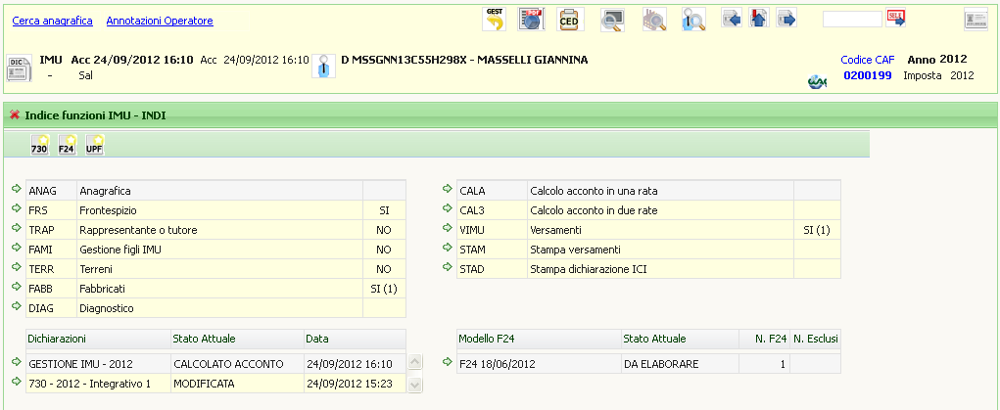 Cerca anagrafica Annotazioni Operatore GEST CED SELE
DIC IMU Acc 24/09/2012 16:10 Acc 24/09/2012 16:10 D MSSGNN13C55H298X - MASSELLI GIANNINA Codice CAF Anno 2012
- Sal 0200199 Imposta 2012
Indice funzioni IMU - INDI
730 F24 UPF
ANAG Anagrafica
FRS Frontespizio SI
TRAP Rappresentante o tutore NO
FAMI Gestione figli IMU NO
TERR Terreni NO
FABB Fabbricati SI (1)
DIAG Diagnostico
CALA Calcolo acconto in una rata
CAL3 Calcolo acconto in due rate
VIMU Versamenti SI (1)
STAM Stampa versamenti
STAD Stampa dichiarazione ICI
Dichiarazioni Stato Attuale Data
GESTIONE IMU - 2012 CALCOLATO ACCONTO 24/09/2012 16:10
730 - 2012 - Integrativo 1 MODIFICATA 24/09/2012 15:23
Modello F24 Stato Attuale N. F24 N. Esclusi
F24 18/06/2012 DA ELABORARE 1